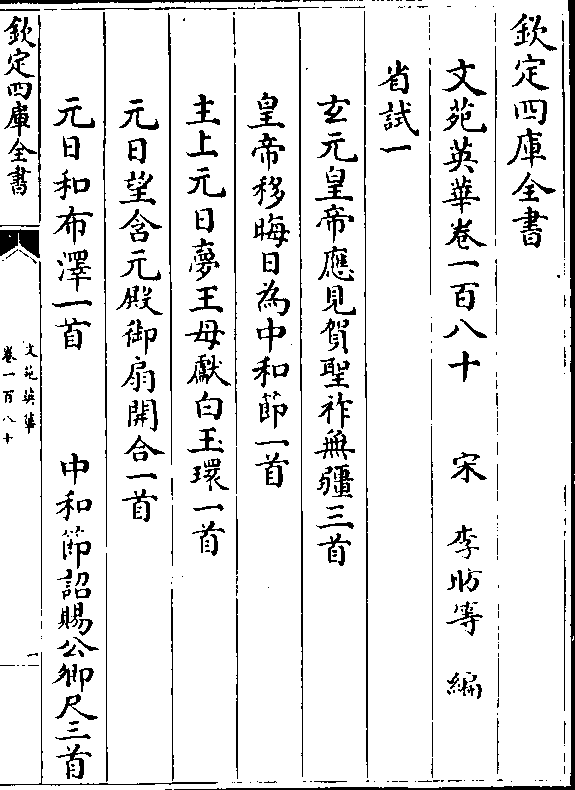 欽定四庫全書
文苑英華卷一百八十 宋 李昉等 編
省試一
玄元皇帝應見賀聖祚無疆三首
皇帝移晦日為中和節一首
主上元日夢王母獻白玉環一首
元日望含元殿御扇開合一首
元日和布澤一首 中和節詔賜公卿尺三首
欽定四庫全書
文苑英華
卷一百八十
一